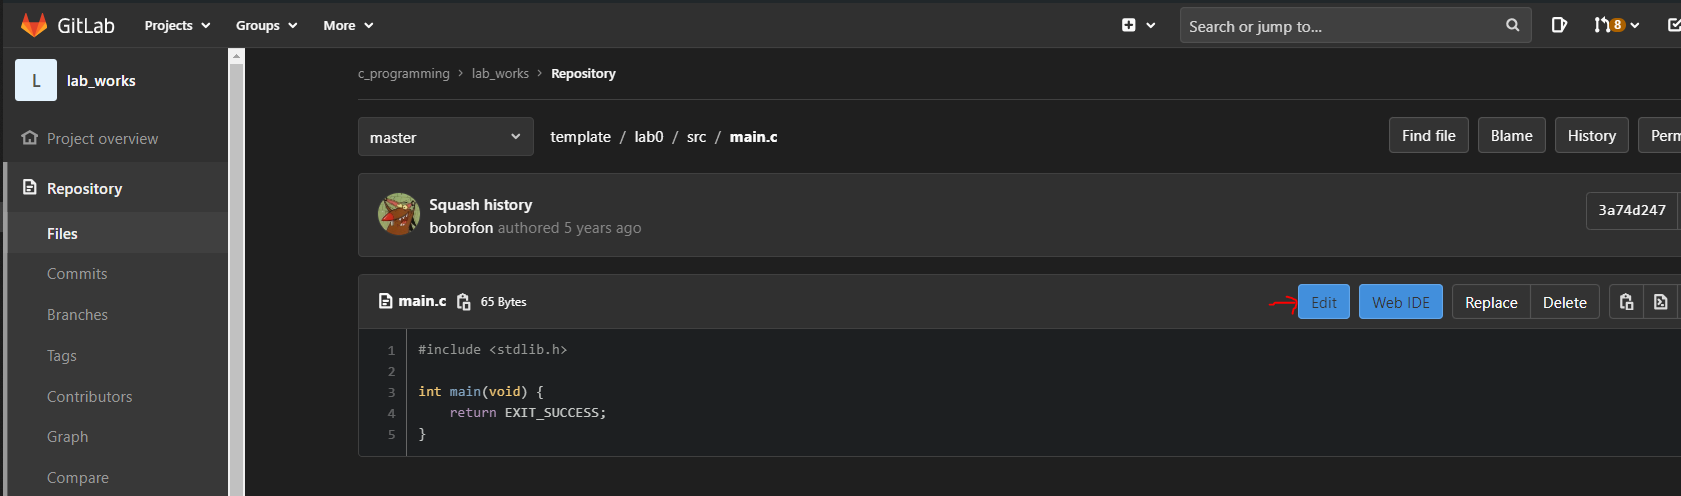 GitLab Projects Groups More Search or jump to... 8
L lab_works
c_programming > lab_works > Repository
Project overview
Repository
Files
Commits
Branches
Tags
Contributors
Graph
Compare
master template / lab0 / src / main.c Find file Blame History Perm
Squash history
bobrofon authored 5 years ago
3a74d247
main.c 65 Bytes Edit Web IDE Replace Delete
1 #include <stdlib.h>
2
3 int main(void) {
4 return EXIT_SUCCESS;
5 }